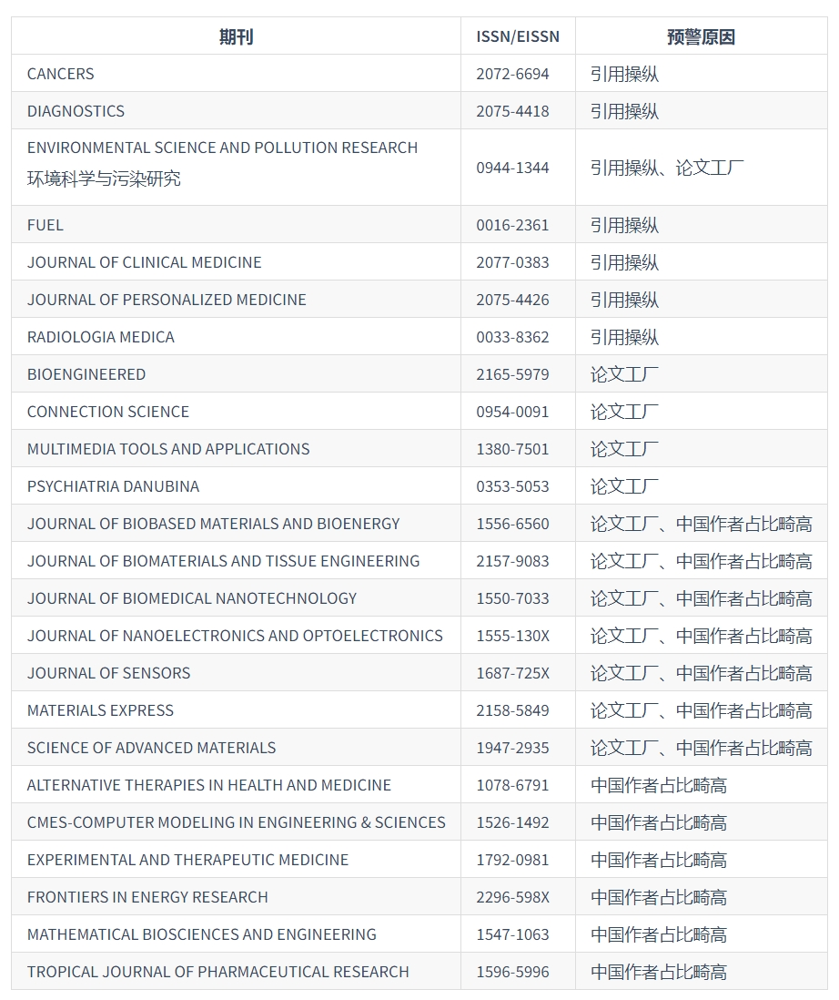 期刊 ISSN/EISSN 预警原因
CANCERS 2072-6694 引用操纵
DIAGNOSTICS 2075-4418 引用操纵
ENVIRONMENTAL SCIENCE AND POLLUTION RESEARCH
环境科学与污染研究 0944-1344 引用操纵、论文工厂
FUEL 0016-2361 引用操纵
JOURNAL OF CLINICAL MEDICINE 2077-0383 引用操纵
JOURNAL OF PERSONALIZED MEDICINE 2075-4426 引用操纵
RADIOLOGIA MEDICA 0033-8362 引用操纵
BIOENGINEERED 2165-5979 论文工厂
CONNECTION SCIENCE 0954-0091 论文工厂
MULTIMEDIA TOOLS AND APPLICATIONS 1380-7501 论文工厂
PSYCHIATRIA DANUBINA 0353-5053 论文工厂
JOURNAL OF BIOBASED MATERIALS AND BIOENERGY 1556-6560 论文工厂、中国作者占比畸高
JOURNAL OF BIOMATERIALS AND TISSUE ENGINEERING 2157-9083 论文工厂、中国作者占比畸高
JOURNAL OF BIOMEDICAL NANOTECHNOLOGY 1550-7033 论文工厂、中国作者占比畸高
JOURNAL OF NANOELECTRONICS AND OPTOELECTRONICS 1555-130X 论文工厂、中国作者占比畸高
JOURNAL OF SENSORS 1687-725X 论文工厂、中国作者占比畸高
MATERIALS EXPRESS 2158-5849 论文工厂、中国作者占比畸高
SCIENCE OF ADVANCED MATERIALS 1947-2935 论文工厂、中国作者占比畸高
ALTERNATIVE THERAPIES IN HEALTH AND MEDICINE 1078-6791 中国作者占比畸高
CMES-COMPUTER MODELING IN ENGINEERING & SCIENCES 1526-1492 中国作者占比畸高
EXPERIMENTAL AND THERAPEUTIC MEDICINE 1792-0981 中国作者占比畸高
FRONTIERS IN ENERGY RESEARCH 2296-598X 中国作者占比畸高
MATHEMATICAL BIOSCIENCES AND ENGINEERING 1547-1063 中国作者占比畸高
TROPICAL JOURNAL OF PHARMACEUTICAL RESEARCH 1596-5996 中国作者占比畸高